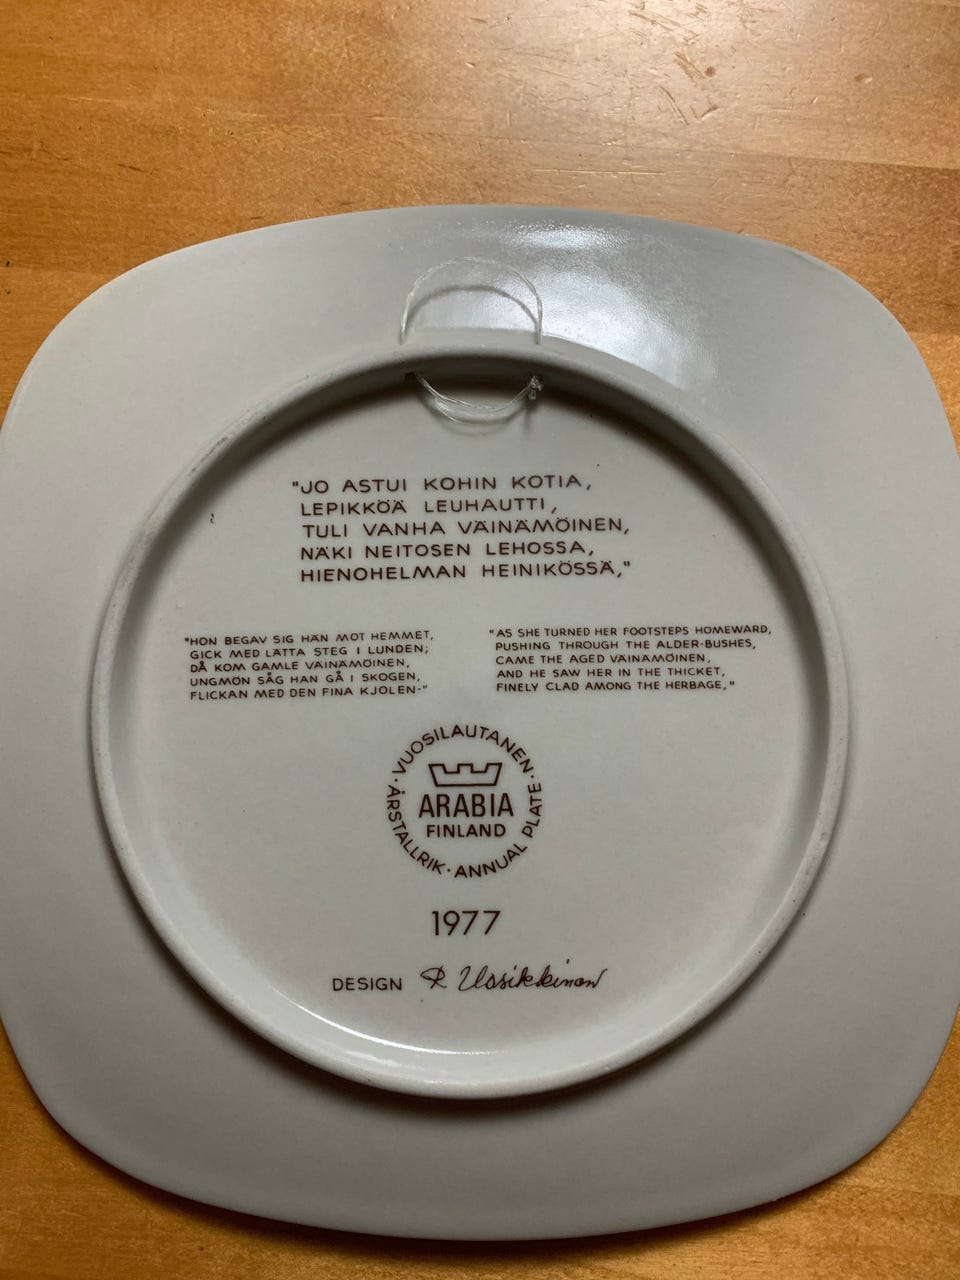 "JO ASTUI KOHIN KOTIA,
LEPIKKÖÄ LEUHAUTTI,
TULI VANHA VÄINÄMÖINEN,
NÄKI NEITOSEN LEHOSSA,
HIENOHELMAN HEINIKÖSSÄ,"
"HON BEGAV SIG HÄN MOT HEMMET,
GICK MED LÄTTA STEG I LUNDEN;
DÅ KOM GAMLE VÄINÄMÖINEN,
UNGMÖN SÅG HAN GÅ I SKOGEN,
FLICKAN MED DEN FINA KJOLEN·"
"AS SHE TURNED HER FOOTSTEPS HOMEWARD,
PUSHING THROUGH THE ALDER-BUSHES,
CAME THE AGED VÄINÄMÖINEN,
AND HE SAW HER IN THE THICKET,
FINELY CLAD AMONG THE HERBAGE,"
· VUOSILAUTANEN ·
ARABIA
FINLAND
ÅRSTALLRIK · ANNUAL PLATE
1977
DESIGN R Uosikkinen